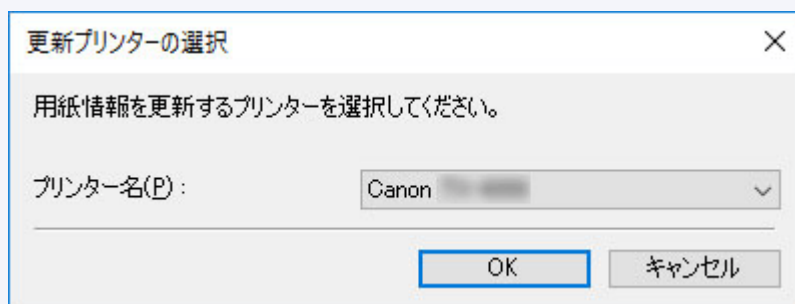 更新プリンターの選択
用紙情報を更新するプリンターを選択してください。
プリンター名(P): Canon
OK キャンセル